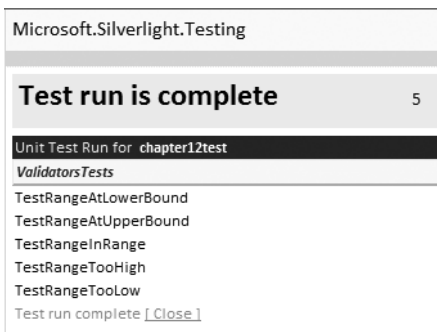 Microsoft.Silverlight.Testing
Test run is complete 5
Unit Test Run for chapter12test
ValidatorsTests
TestRangeAtLowerBound
TestRangeAtUpperBound
TestRangeInRange
TestRangeTooHigh
TestRangeTooLow
Test run complete [ Close ]